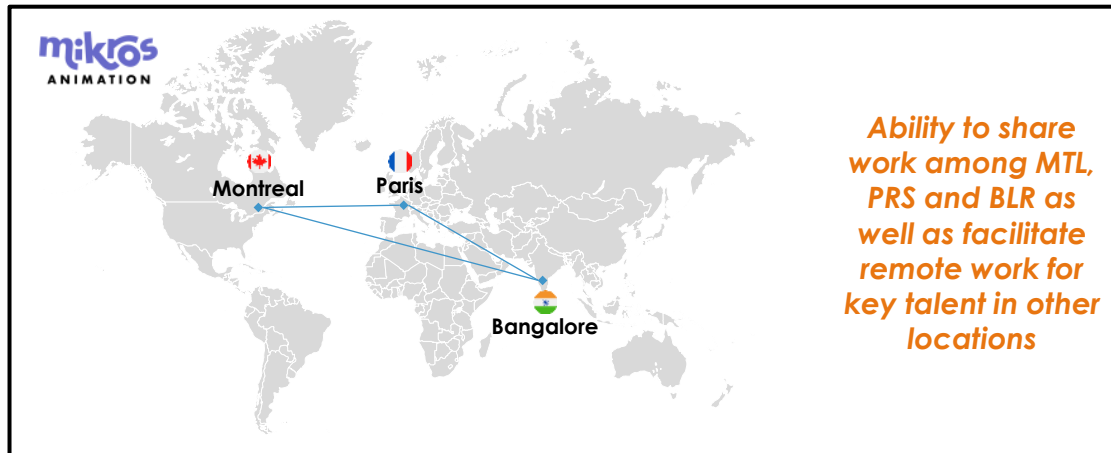 mikros
ANIMATION
Montreal
Paris
Bangalore
Ability to share
work among MTL,
PRS and BLR as
well as facilitate
remote work for
key talent in other
locations